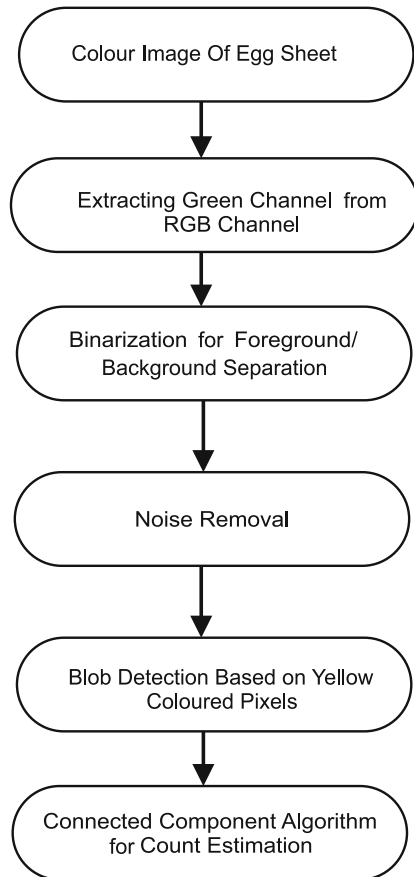 Colour Image Of Egg Sheet
Extracting Green Channel from
RGB Channel
Binarization for Foreground/
Background Separation
Noise Removal
Blob Detection Based on Yellow
Coloured Pixels
Connected Component Algorithm
for Count Estimation